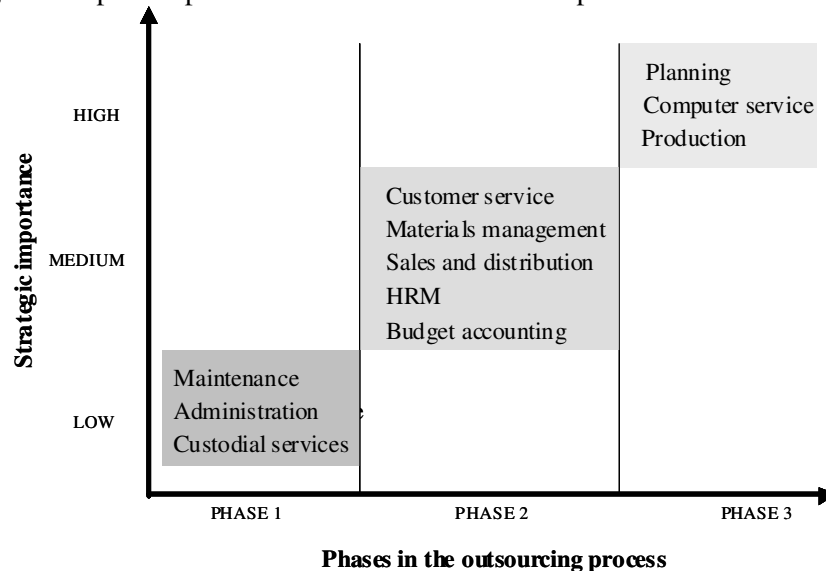 HIGH
Planning
Computer service
Production
Strategic importance
MEDIUM
Customer service
Materials management
Sales and distribution
HRM
Budget accounting
LOW
Maintenance
Administration
Custodial services
PHASE 1
PHASE 2
PHASE 3
Phases in the outsourcing process